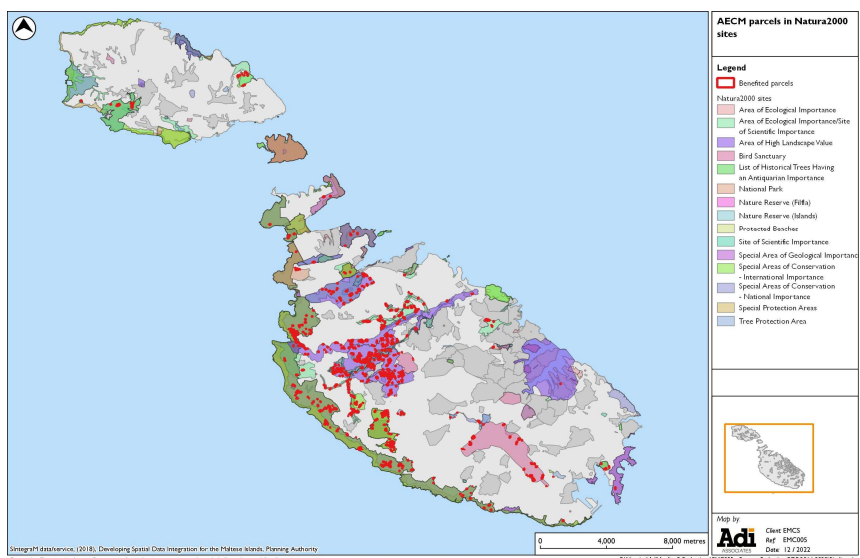 AECM parcels in Natura2000
sites
Legend
Benefited parcels
Natura2000 sites
Area of Ecological Importance
Area of Ecological Importance/Site
of Scientific Importance
Area of High Landscape Value
Bird Sanctuary
List of Historical Trees Having
an Antiquarian Importance
National Park
Nature Reserve (Filfla)
Nature Reserve (Islands)
Protected Beaches
Site of Scientific Importance
Special Area of Geological Importanc
Special Areas of Conservation
- International Importance
Special Areas of Conservation
- National Importance
Special Protection Areas
Tree Protection Area
0 4,000 8,000 metres
SIntegraM data/service, (2018), Developing Spatial Data Integration for the Maltese Islands, Planning Authority
Map by
Adi
ASSOCIATES
Client EMCS
Ref EMC005
Date: 12 / 2022